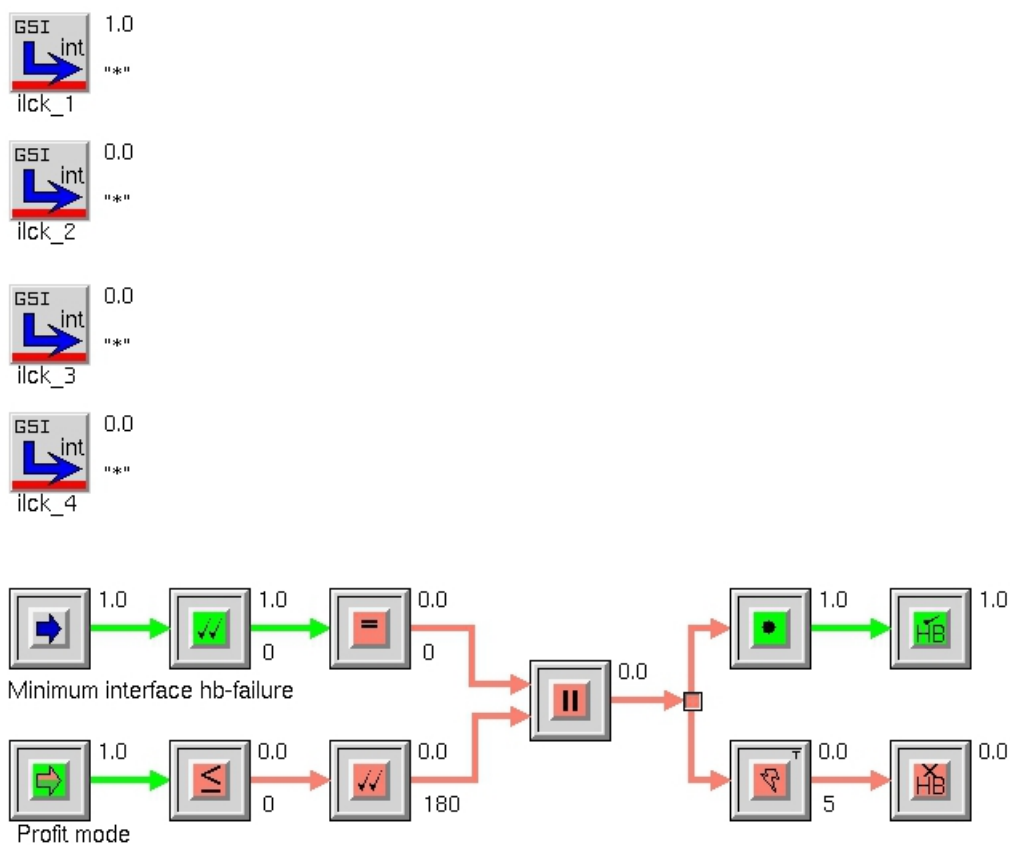 GSI 1.0
int
"*"
ilck_1
GSI 0.0
int
"*"
ilck_2
GSI 0.0
int
"*"
ilck_3
GSI 0.0
int
"*"
ilck_4
1.0 1.0 0.0 1.0 1.0
= HB
0 0
Minimum interface hb-failure
0.0
1.0 0.0 0.0 T 0.0 0.0
≤ X
HB
0 180 5
Profit mode